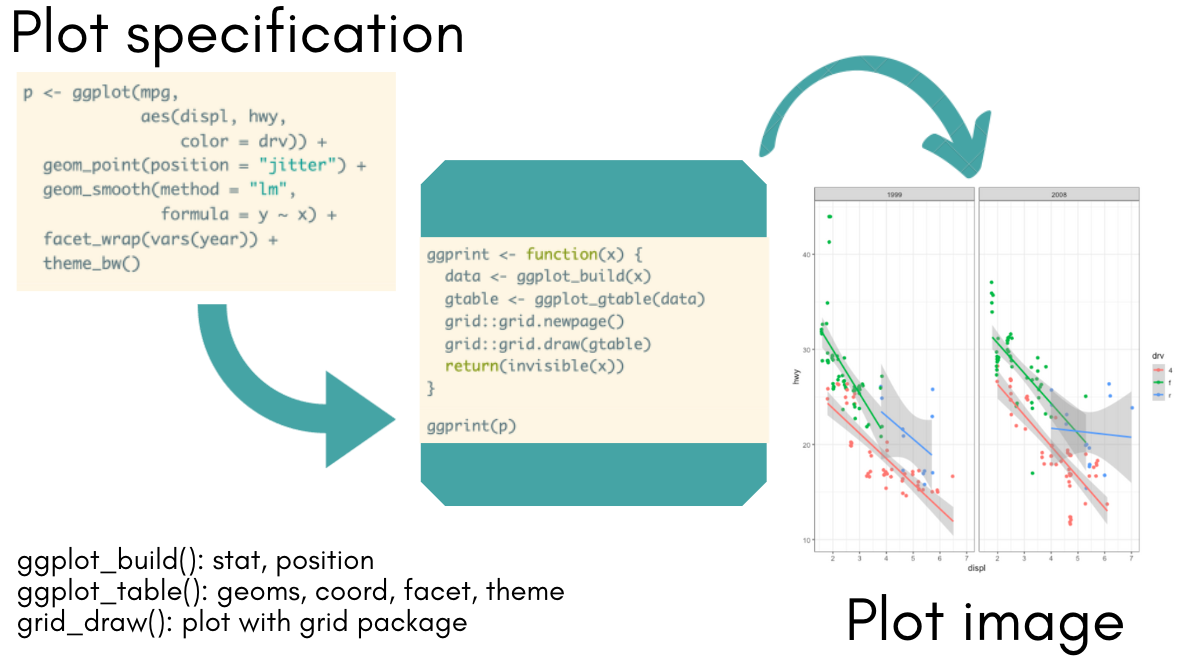 Plot specification
p <- ggplot(mpg,
aes(displ, hwy,
color = drv)) +
geom_point(position = "jitter") +
geom_smooth(method = "lm",
formula = y ~ x) +
facet_wrap(vars(year)) +
theme_bw()
ggprint <- function(x) {
data <- ggplot_build(x)
gtable <- ggplot_gtable(data)
grid::grid.newpage()
grid::grid.draw(gtable)
return(invisible(x))
}
ggprint(p)
1999 2008
40
30
20
10
hwy
2 3 4 5 6 7 2 3 4 5 6 7
displ
drv
4
f
r
ggplot_build(): stat, position
ggplot_table(): geoms, coord, facet, theme
grid_draw(): plot with grid package
Plot image